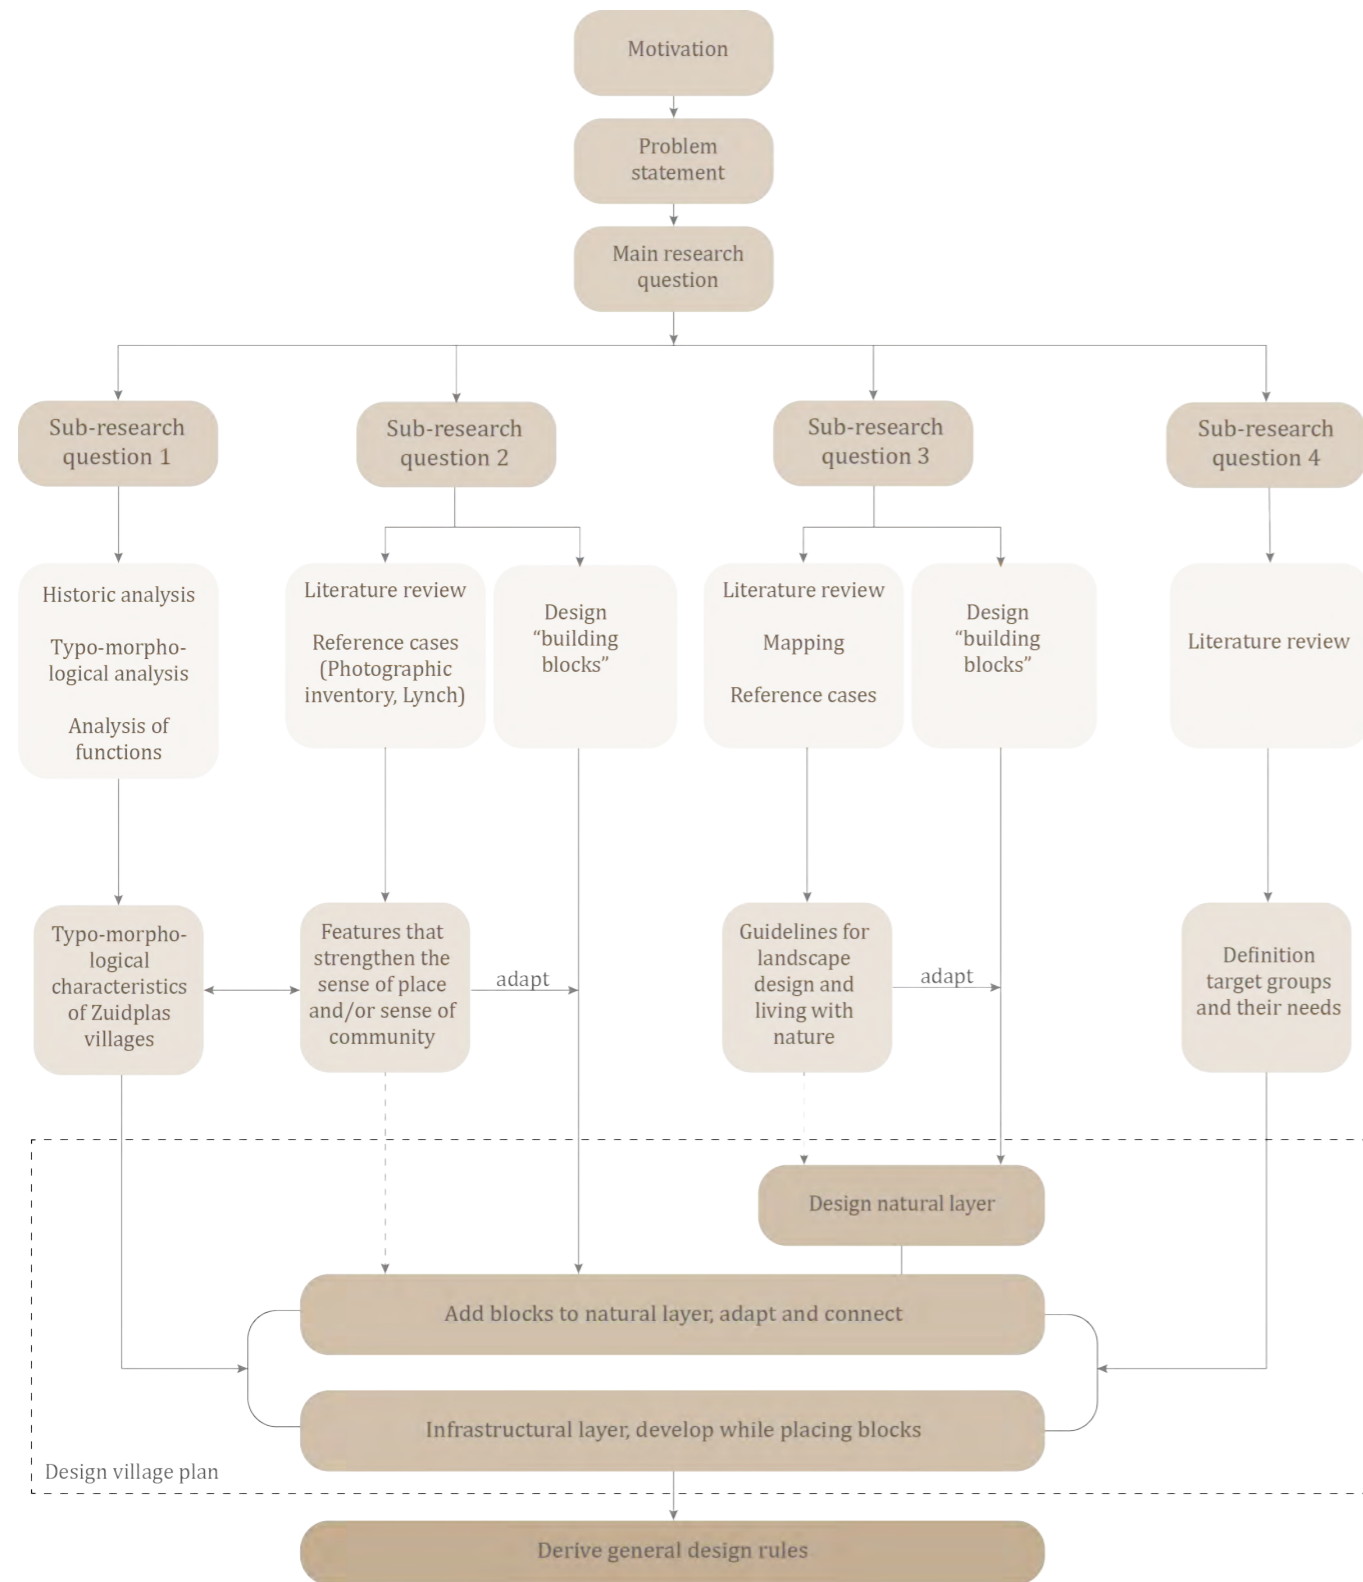 Motivation
Problem
statement
Main research
question
Sub-research
question 1
Sub-research
question 2
Sub-research
question 3
Sub-research
question 4
Historic analysis
Typo-morpho-
logical analysis
Analysis of
functions
Literature review
Reference cases
(Photographic
inventory, Lynch)
Design
“building
blocks”
Literature review
Mapping
Reference cases
Design
“building
blocks”
Literature review
Typo-morpho-
logical
characteristics
of Zuidplas
villages
Features that
strengthen the
sense of place
and/or sense of
community
adapt
Guidelines for
landscape
design and
living with
nature
adapt
Definition
target groups
and their needs
Design natural layer
Add blocks to natural layer, adapt and connect
Infrastructural layer, develop while placing blocks
Design village plan
Derive general design rules